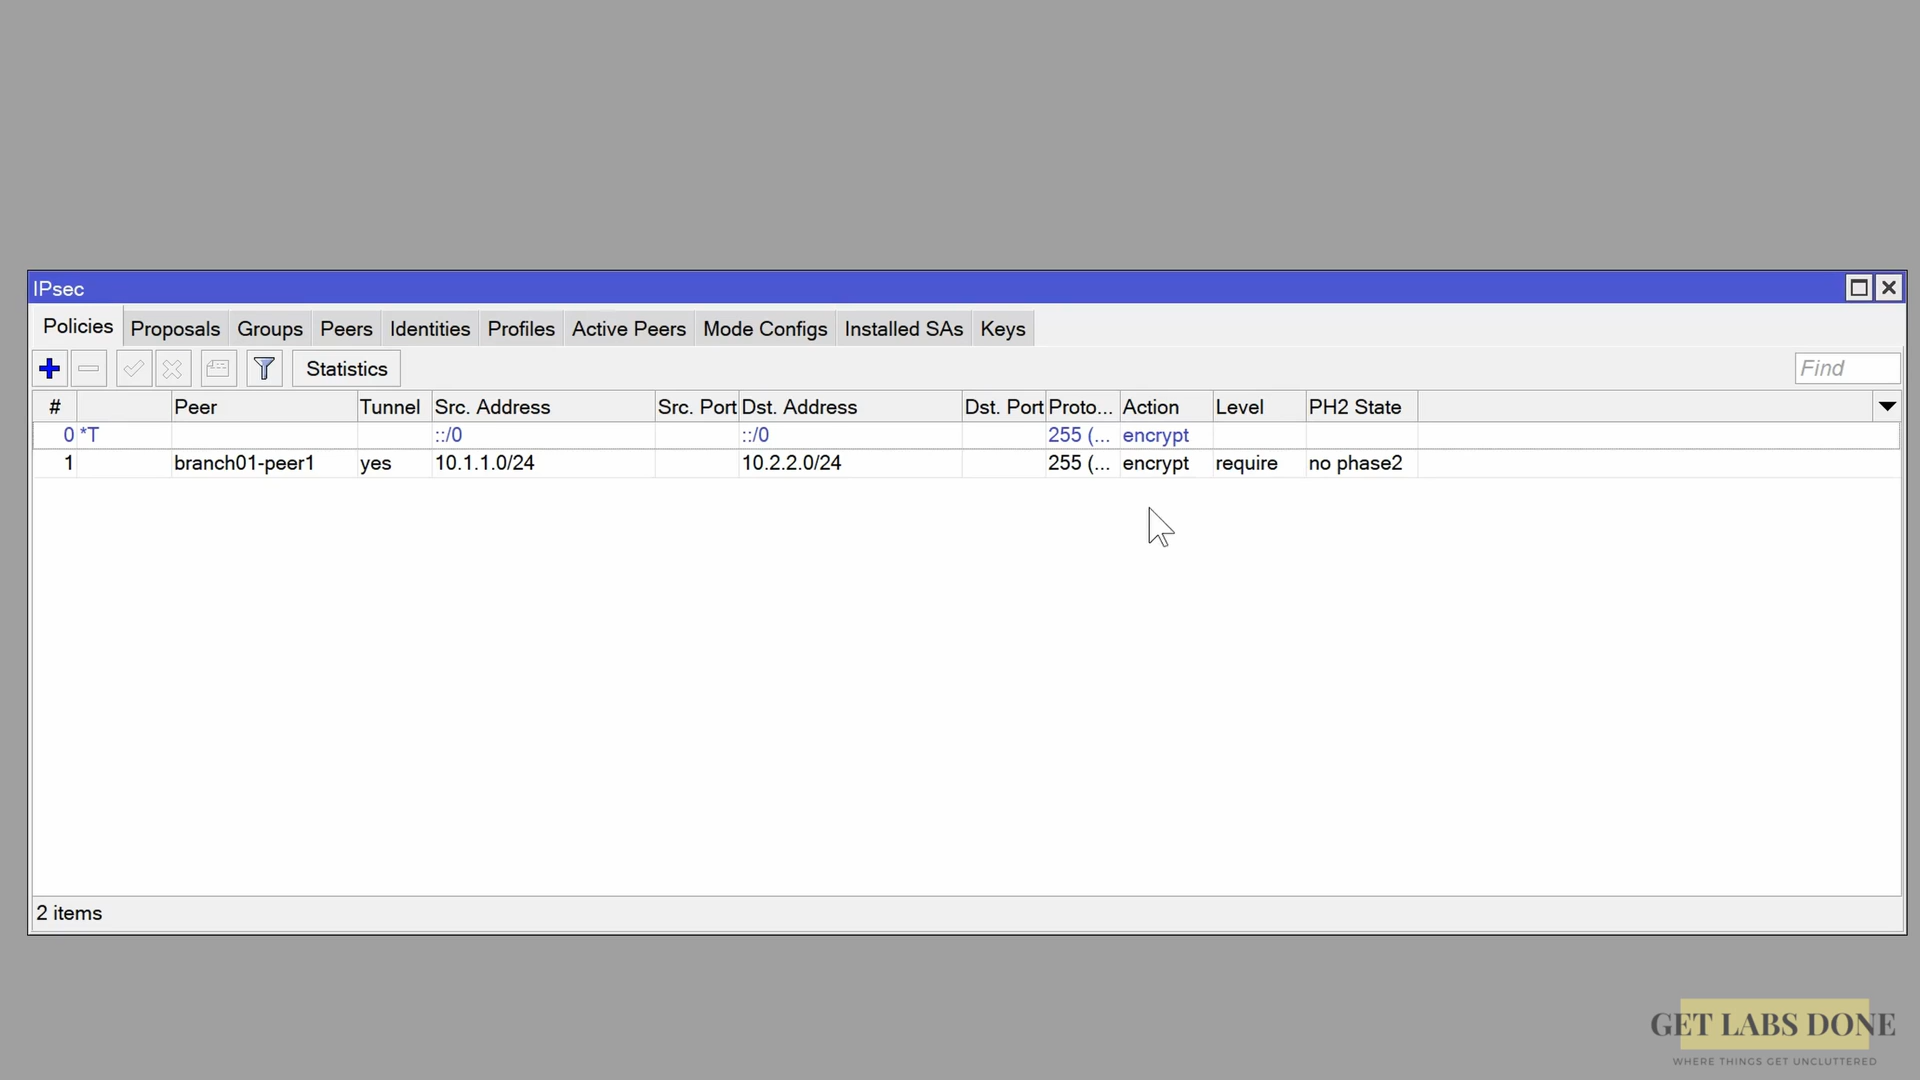 IPsec
Policies Proposals Groups Peers Identities Profiles Active Peers Mode Configs Installed SAs Keys
Statistics Find
# Peer Tunnel Src. Address Src. Port Dst. Address Dst. Port Proto... Action Level PH2 State
0 *T ::/0 ::/0 255 (... encrypt
1 branch01-peer1 yes 10.1.1.0/24 10.2.2.0/24 255 (... encrypt require no phase2
2 items
GET LABS DONE
WHERE THINGS GET UNCLUTTERED